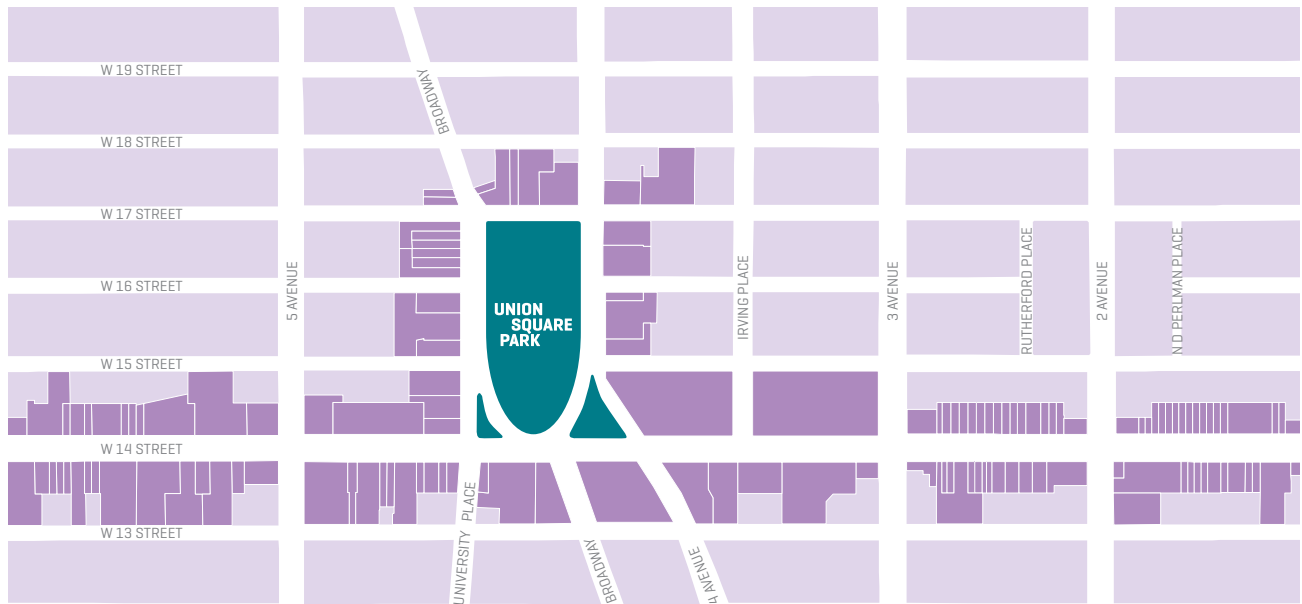 W 19 STREET
BROADWAY
W 18 STREET
W 17 STREET
W 16 STREET
5 AVENUE
UNION
SQUARE
PARK
IRVING PLACE
3 AVENUE
RUTHERFORD PLACE
2 AVENUE
N D PERLMAN PLACE
W 15 STREET
W 14 STREET
W 13 STREET
UNIVERSITY PLACE
BROADWAY
4 AVENUE